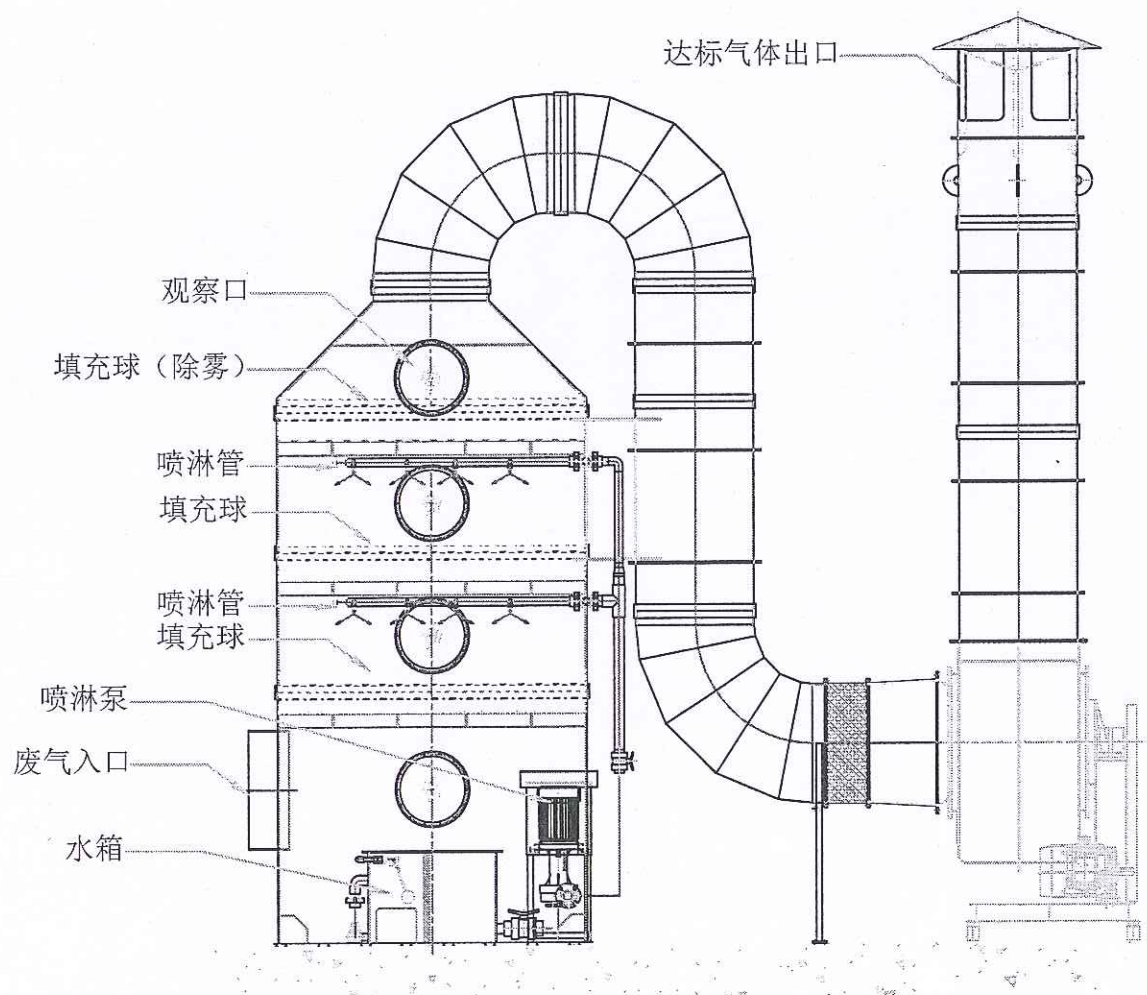 达标气体出口
观察口
填充球（除雾）
喷淋管
填充球
喷淋管
填充球
喷淋泵
废气入口
水箱